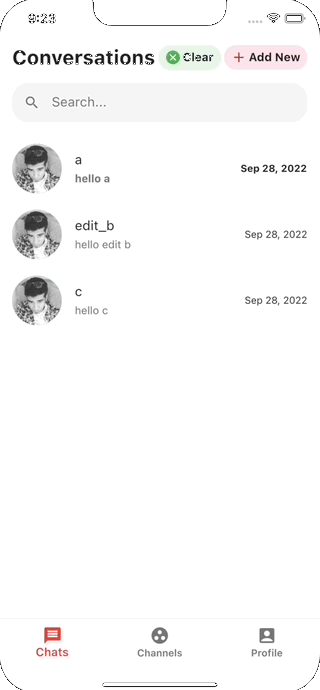 9:23
Conversations Clear Add New
Search...
a
hello a
Sep 28, 2022
edit_b
hello edit b
Sep 28, 2022
c
hello c
Sep 28, 2022
Chats Channels Profile